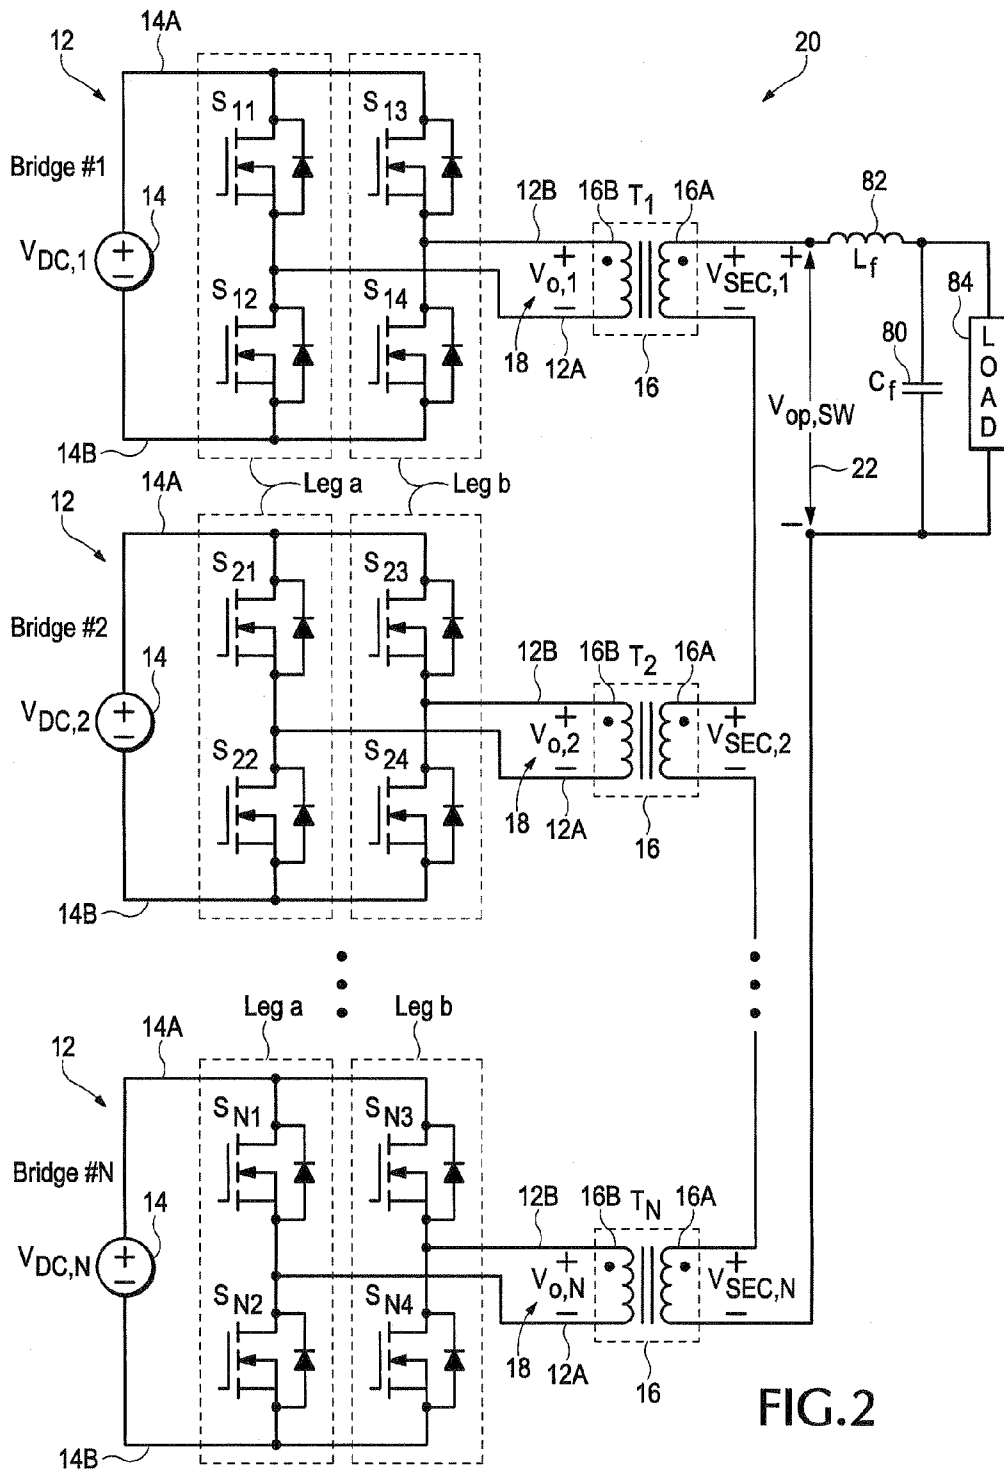 12
14A
20
S11
S13
Bridge #1
14
VDC,1
12B
16B
T1
16A
82
Vo,1
+
−
VSEC,1
+
−
+
Lf
84
S12
S14
18
12A
16
80
Cf
LOAD
Vop,SW
22
−
14B
Leg a
Leg b
12
14A
S21
S23
Bridge #2
14
VDC,2
12B
16B
T2
16A
Vo,2
+
−
VSEC,2
+
−
S22
S24
18
12A
16
14B
Leg a
Leg b
12
14A
SN1
SN3
Bridge #N
14
VDC,N
12B
16B
TN
16A
Vo,N
+
−
VSEC,N
+
−
SN2
SN4
18
12A
16
14B
FIG.2